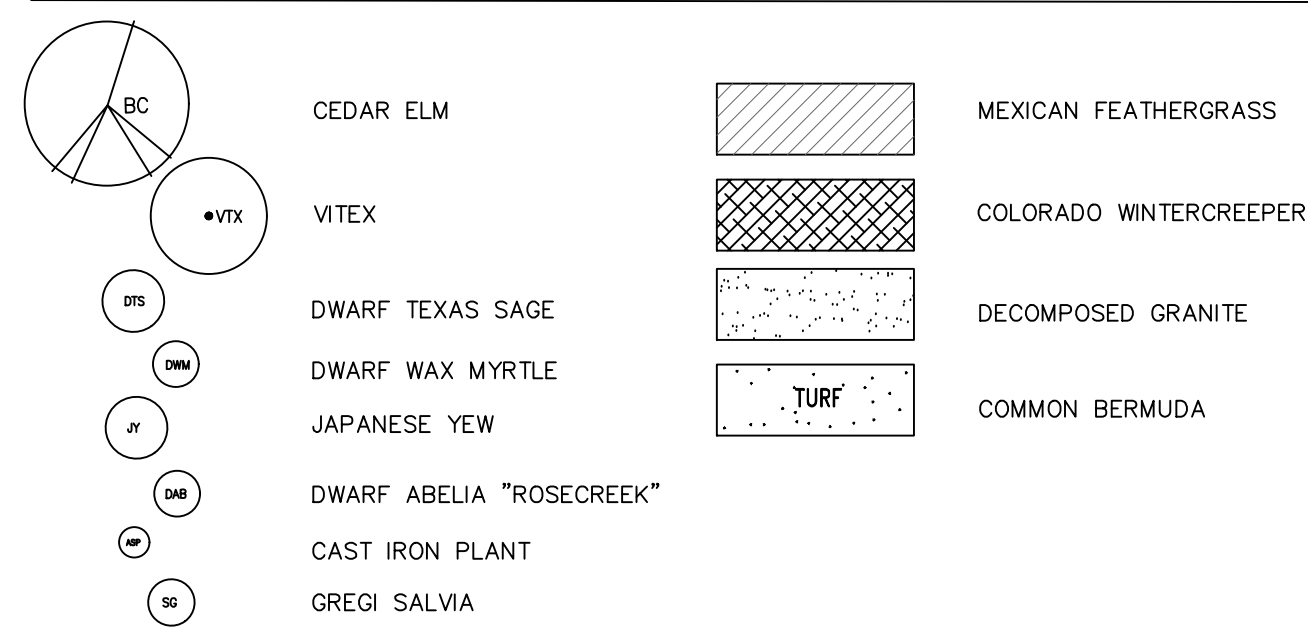 BC CEDAR ELM
VTX VITEX
DTS DWARF TEXAS SAGE
DWM DWARF WAX MYRTLE
JY JAPANESE YEW
DAB DWARF ABELIA "ROSECREEK"
ASP CAST IRON PLANT
SG GREGI SALVIA
MEXICAN FEATHERGRASS
COLORADO WINTERCREEPER
DECOMPOSED GRANITE
TURF COMMON BERMUDA